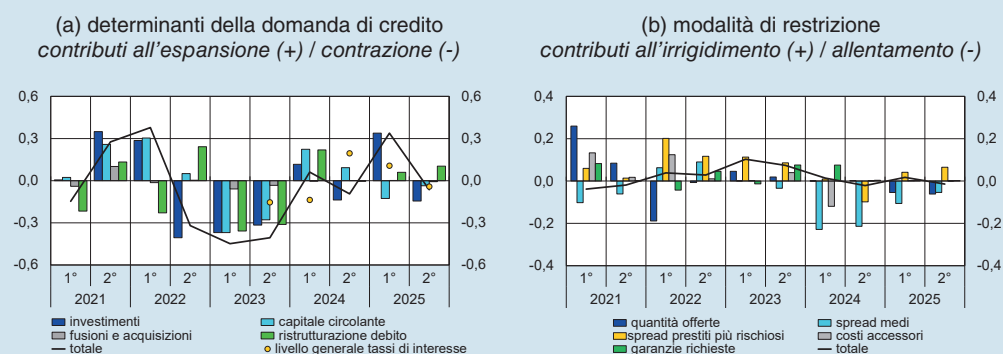 (a) determinanti della domanda di credito
contributi all'espansione (+) / contrazione (-)
0,6
0,3
0,0
-0,3
-0,6
0,6
0,3
0,0
-0,3
-0,6
1° 2° 1° 2° 1° 2° 1° 2° 1° 2°
2021 2022 2023 2024 2025
investimenti
capitale circolante
fusioni e acquisizioni
ristrutturazione debito
totale
livello generale tassi di interesse
(b) modalità di restrizione
contributi all'irrigidimento (+) / allentamento (-)
0,4
0,2
0,0
-0,2
-0,4
0,4
0,2
0,0
-0,2
-0,4
1° 2° 1° 2° 1° 2° 1° 2° 1° 2°
2021 2022 2023 2024 2025
quantità offerte
spread medi
spread prestiti più rischiosi
costi accessori
garanzie richieste
totale